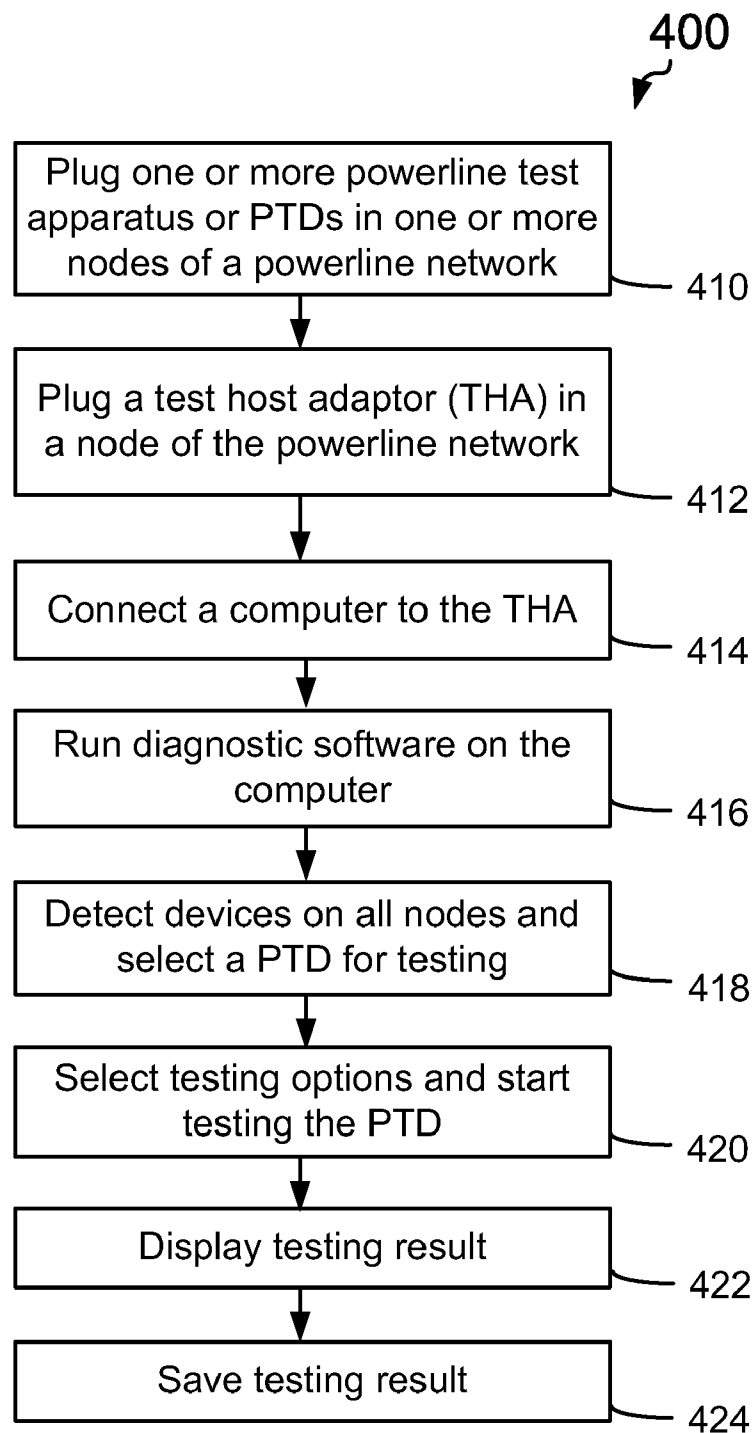 400
Plug one or more powerline test
apparatus or PTDs in one or more
nodes of a powerline network
410
Plug a test host adaptor (THA) in
a node of the powerline network
412
Connect a computer to the THA
414
Run diagnostic software on the
computer
416
Detect devices on all nodes and
select a PTD for testing
418
Select testing options and start
testing the PTD
420
Display testing result
422
Save testing result
424